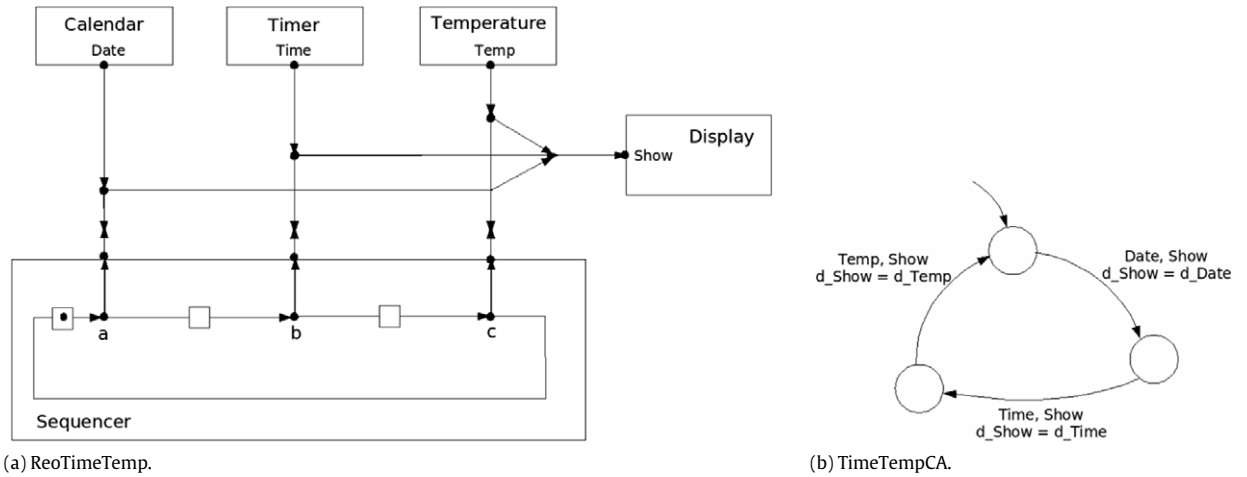 Calendar
Date
Timer
Time
Temperature
Temp
Display
Show
a
b
c
Sequencer
(a) ReoTimeTemp.
Temp, Show
d_Show = d_Temp
Date, Show
d_Show = d_Date
Time, Show
d_Show = d_Time
(b) TimeTempCA.